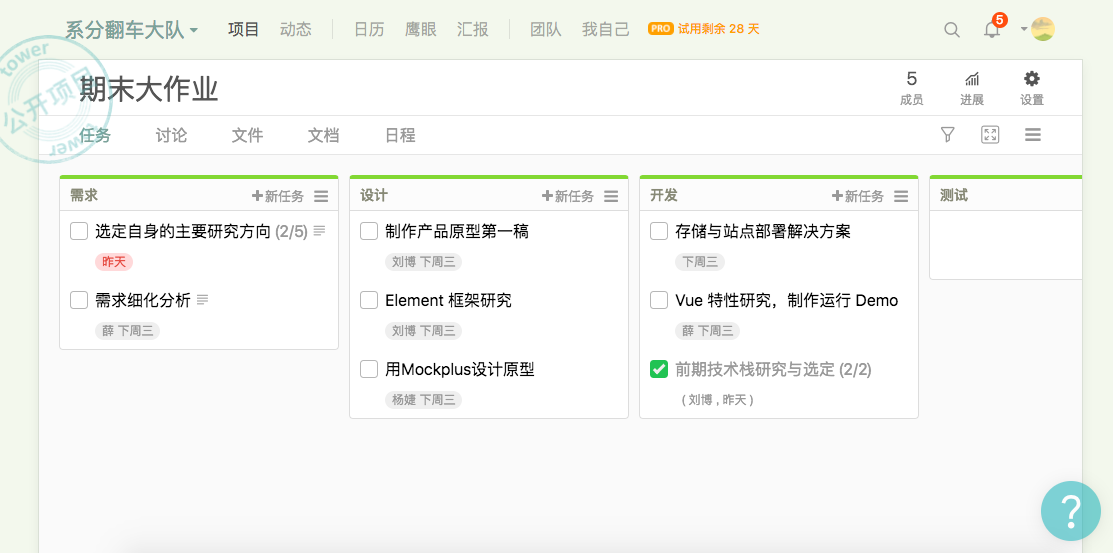 系分翻车大队 项目 动态 日历 鹰眼 汇报 团队 我自己 PRO 试用剩余 28 天 5
tower
公开项目
tower
期末大作业 5 成员 进展 设置
任务 讨论 文件 文档 日程
需求 +新任务
选定自身的主要研究方向 (2/5)
昨天
需求细化分析
薛 下周三
设计 +新任务
制作产品原型第一稿
刘博 下周三
Element 框架研究
刘博 下周三
用Mockplus设计原型
杨婕 下周三
开发 +新任务
存储与站点部署解决方案
下周三
Vue 特性研究，制作运行 Demo
薛 下周三
前期技术栈研究与选定 (2/2)
( 刘博 , 昨天 )
测试
?